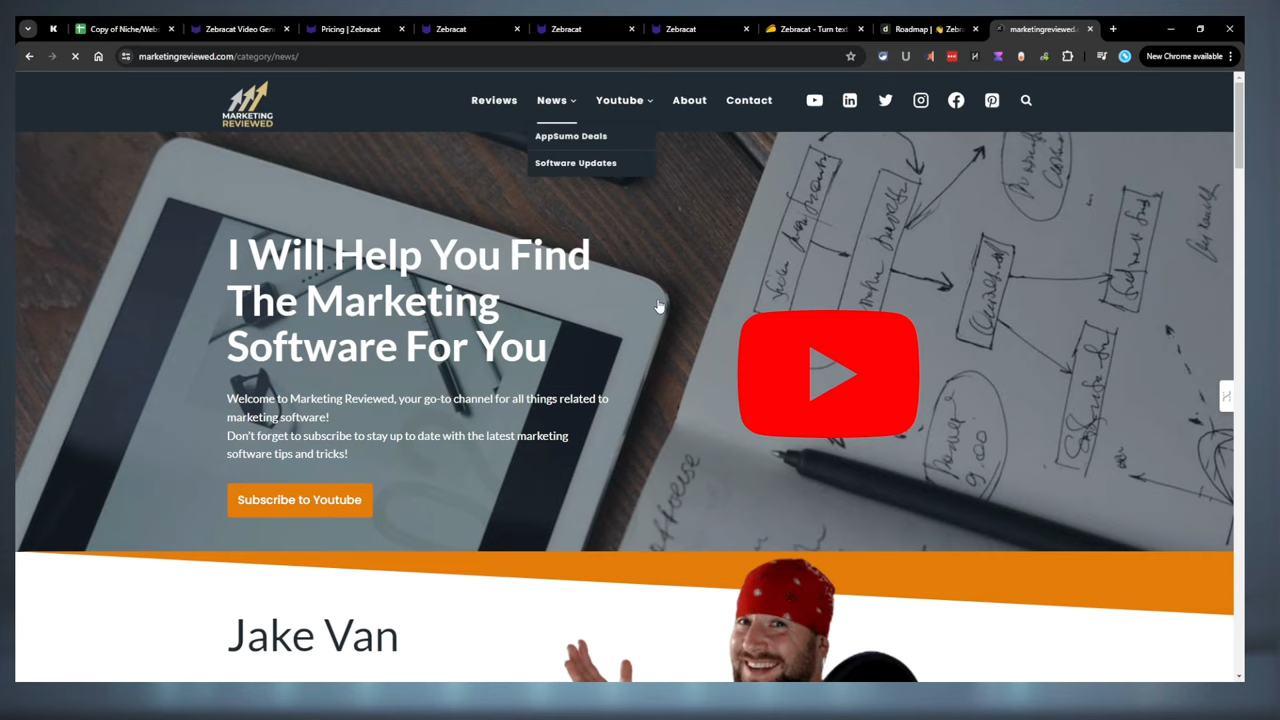 Copy of Niche/Web
Zebracat Video Gen
Pricing | Zebracat
Zebracat
Zebracat
Zebracat
Zebracat - Turn text
Roadmap | 👋 Zebr
marketingreviewed.
marketingreviewed.com/category/news/
New Chrome available
MARKETING
REVIEWED
Reviews
News
Youtube
About
Contact
AppSumo Deals
Software Updates
I Will Help You Find
The Marketing
Software For You
Welcome to Marketing Reviewed, your go-to channel for all things related to
marketing software!
Don't forget to subscribe to stay up to date with the latest marketing
software tips and tricks!
Subscribe to Youtube
Jake Van